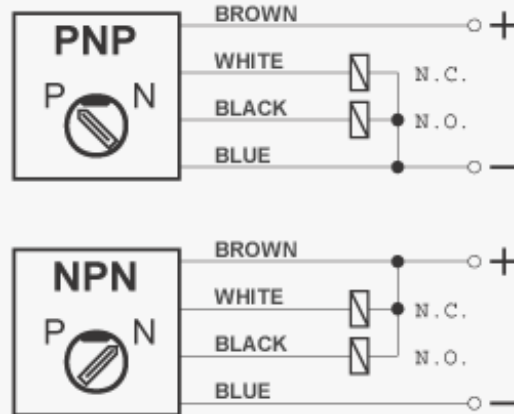 BROWN
+
PNP
WHITE
N.C.
P N
BLACK
N.O.
BLUE
−
BROWN
+
NPN
WHITE
N.C.
P N
BLACK
N.O.
BLUE
−